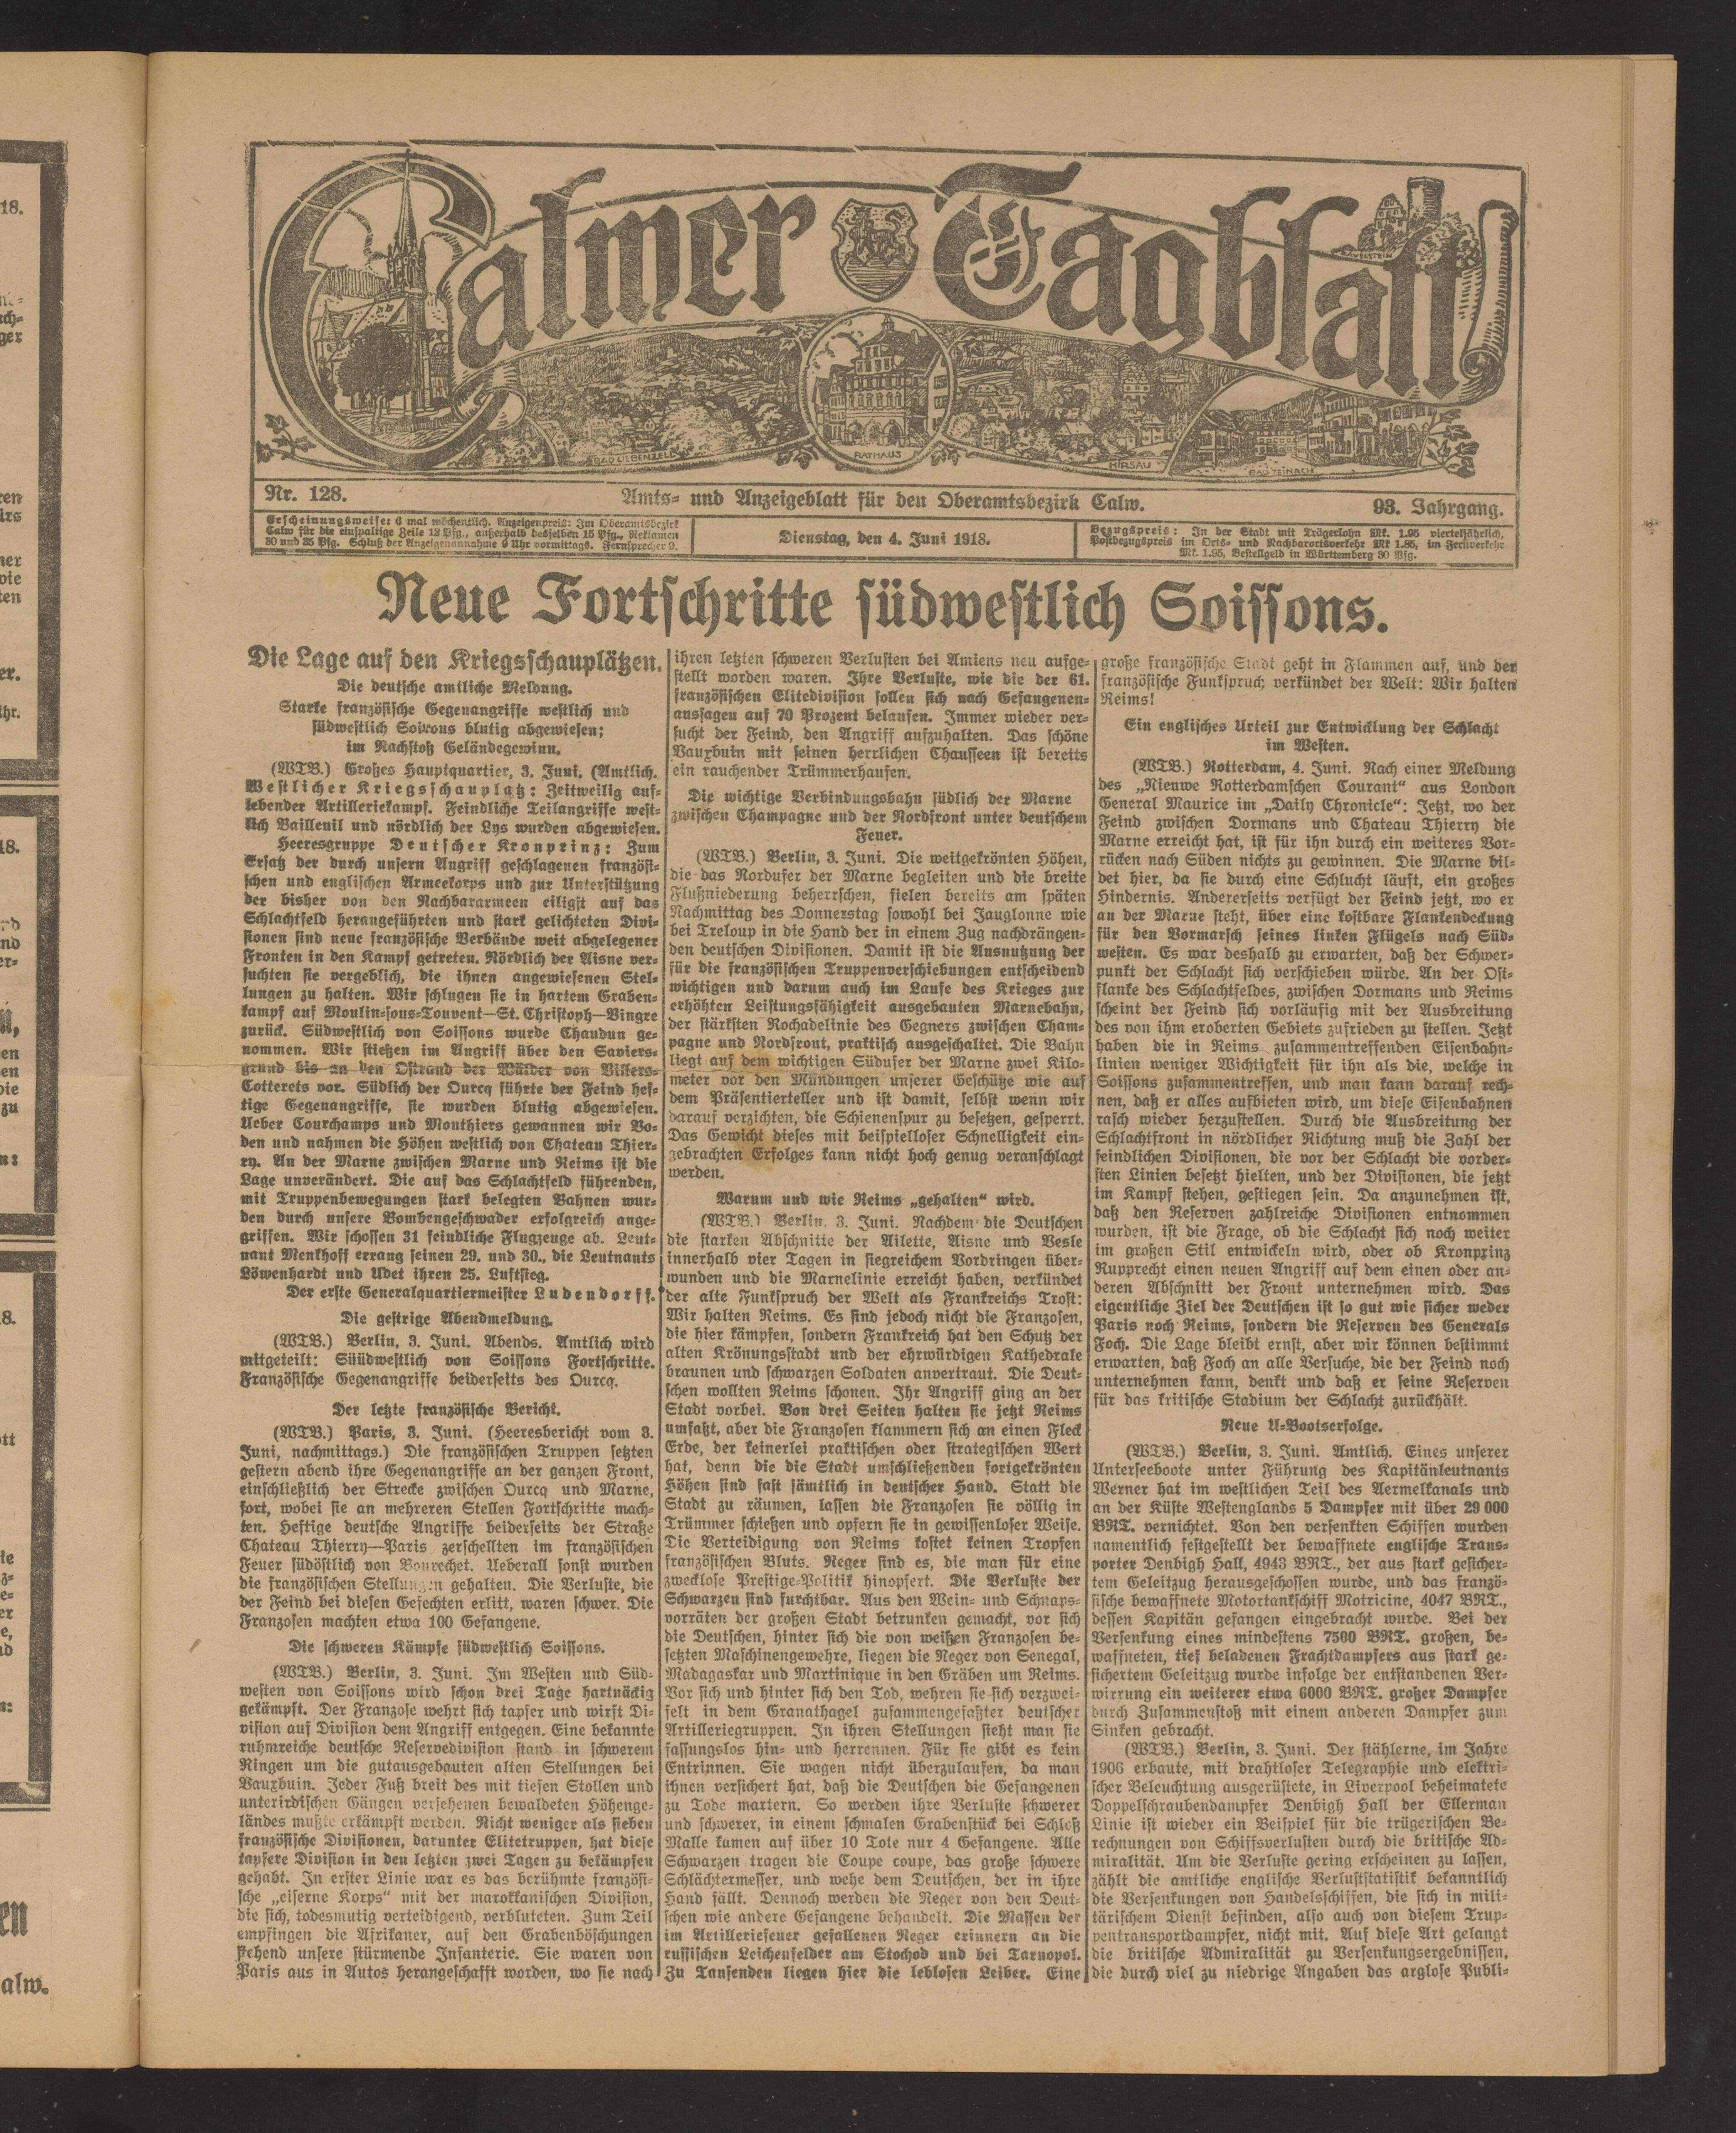 Calmer Tagblatt
BAD LIEBENZELL
RATHAUS
HIRSAU
BAD TEINACH
Nr. 128.
Amts- und Anzeigeblatt für den Oberamtsbezirk Calw.
93. Jahrgang.
Erscheinungsweise: 6 mal wöchentlich. Anzeigenpreis: Im Oberamtsbezirk
Calw für die einspaltige Zeile 12 Pfg., außerhalb desselben 15 Pfg., Reklamen
30 und 35 Pfg. Schluß der Anzeigenannahme 9 Uhr vormittags. Fernsprecher 9.
Dienstag, den 4. Juni 1918.
Bezugspreis: In der Stadt mit Trägerlohn Mk. 1.95 vierteljährlich,
Postbezugspreis im Orts- und Nachbarortsverkehr Mk 1.85, im Fernverkehr
Mk. 1.95, Bestellgeld in Württemberg 30 Pfg.
Neue Fortschritte südwestlich Soissons.
Die Lage auf den Kriegsschauplätzen.
Die deutsche amtliche Meldung.
Starke französische Gegenangriffe westlich und
südwestlich Soissons blutig abgewiesen;
im Nachstoß Geländegewinn.
(WTB.) Großes Hauptquartier, 3. Juni. (Amtlich.
Westlicher Kriegsschauplatz: Zeitweilig auf-
lebender Artilleriekampf. Feindliche Teilangriffe west-
lich Bailleuil und nördlich der Lys wurden abgewiesen.
Heeresgruppe Deutscher Kronprinz: Zum
Ersatz der durch unsern Angriff geschlagenen französi-
schen und englischen Armeekorps und zur Unterstützung
der bisher von den Nachbararmeen eiligst auf das
Schlachtfeld herangeführten und stark gelichteten Divi-
sionen sind neue französische Verbände weit abgelegener
Fronten in den Kampf getreten. Nördlich der Aisne ver-
suchten sie vergeblich, die ihnen angewiesenen Stel-
lungen zu halten. Wir schlugen sie in hartem Graben-
kampf auf Moulin-sous-Touvent—St. Christoph—Vingre
zurück. Südwestlich von Soissons wurde Chaudun ge-
nommen. Wir stießen im Angriff über den Saviers-
grund bis an den Ostrand der Wälder von Villers-
Cotterets vor. Südlich der Ourcq führte der Feind hef-
tige Gegenangriffe, sie wurden blutig abgewiesen.
Ueber Courchamps und Monthiers gewannen wir Bo-
den und nahmen die Höhen westlich von Chateau Thier-
ry. An der Marne zwischen Marne und Reims ist die
Lage unverändert. Die auf das Schlachtfeld führenden,
mit Truppenbewegungen stark belegten Bahnen wur-
den durch unsere Bombengeschwader erfolgreich ange-
griffen. Wir schossen 31 feindliche Flugzeuge ab. Leut-
nant Menkhoff errang seinen 29. und 30., die Leutnants
Löwenhardt und Udet ihren 25. Luftsieg.
Der erste Generalquartiermeister Ludendorff.
Die gestrige Abendmeldung.
(WTB.) Berlin, 3. Juni. Abends. Amtlich wird
mitgeteilt: Süüdwestlich von Soissons Fortschritte.
Französische Gegenangriffe beiderseits des Ourcq.
Der letzte französische Bericht.
(WTB.) Paris, 3. Juni. (Heeresbericht vom 3.
Juni, nachmittags.) Die französischen Truppen setzten
gestern abend ihre Gegenangriffe an der ganzen Front,
einschließlich der Strecke zwischen Ourcq und Marne,
fort, wobei sie an mehreren Stellen Fortschritte mach-
ten. Heftige deutsche Angriffe beiderseits der Straße
Chateau Thierry—Paris zerschellten im französischen
Feuer südöstlich von Bourechet. Ueberall sonst wurden
die französischen Stellungen gehalten. Die Verluste, die
der Feind bei diesen Gefechten erlitt, waren schwer. Die
Franzosen machten etwa 100 Gefangene.
Die schweren Kämpfe südwestlich Soissons.
(WTB.) Berlin, 3. Juni. Im Westen und Süd-
westen von Soissons wird schon drei Tage hartnäckig
gekämpft. Der Franzose wehrt sich tapfer und wirft Di-
vision auf Division dem Angriff entgegen. Eine bekannte
ruhmreiche deutsche Reservedivision stand in schwerem
Ringen um die gutausgebauten alten Stellungen bei
Vauxbuin. Jeder Fuß breit des mit tiefen Stollen und
unterirdischen Gängen versehenen bewaldeten Höhenge-
ländes mußte erkämpft werden. Nicht weniger als sieben
französische Divisionen, darunter Elitetruppen, hat diese
tapfere Division in den letzten zwei Tagen zu bekämpfen
gehabt. In erster Linie war es das berühmte französi-
sche „eiserne Korps“ mit der marokkanischen Division,
die sich, todesmutig verteidigend, verbluteten. Zum Teil
empfingen die Afrikaner, auf den Grabenböschungen
stehend unsere stürmende Infanterie. Sie waren von
Paris aus in Autos herangeschafft worden, wo sie nach
ihren letzten schweren Verlusten bei Amiens neu aufge-
stellt worden waren. Ihre Verluste, wie die der 61.
französischen Elitedivision sollen sich nach Gefangenen-
aussagen auf 70 Prozent belaufen. Immer wieder ver-
sucht der Feind, den Angriff aufzuhalten. Das schöne
Vauxbuin mit seinen herrlichen Chausseen ist bereits
ein rauchender Trümmerhaufen.
Die wichtige Verbindungsbahn südlich der Marne
zwischen Champagne und der Nordfront unter deutschem
Feuer.
(WTB.) Berlin, 3. Juni. Die weitgekrönten Höhen,
die das Nordufer der Marne begleiten und die breite
Flußniederung beherrschen, fielen bereits am späten
Nachmittag des Donnerstag sowohl bei Jauglonne wie
bei Treloup in die Hand der in einem Zug nachdrängen-
den deutschen Divisionen. Damit ist die Ausnutzung der
für die französischen Truppenverschiebungen entscheidend
wichtigen und darum auch im Laufe des Krieges zur
erhöhten Leistungsfähigkeit ausgebauten Marnebahn,
der stärksten Rochadelinie des Gegners zwischen Cham-
pagne und Nordfront, praktisch ausgeschaltet. Die Bahn
liegt auf dem wichtigen Südufer der Marne zwei Kilo-
meter vor den Mündungen unserer Geschütze wie auf
dem Präsentierteller und ist damit, selbst wenn wir
darauf verzichten, die Schienenspur zu besetzen, gesperrt.
Das Gewicht dieses mit beispielloser Schnelligkeit ein-
gebrachten Erfolges kann nicht hoch genug veranschlagt
werden.
Warum und wie Reims „gehalten“ wird.
(WTB.) Berlin, 3. Juni. Nachdem die Deutschen
die starken Abschnitte der Ailette, Aisne und Vesle
innerhalb vier Tagen in siegreichem Vordringen über-
wunden und die Marnelinie erreicht haben, verkündet
der alte Funkspruch der Welt als Frankreichs Trost:
Wir halten Reims. Es sind jedoch nicht die Franzosen,
die hier kämpfen, sondern Frankreich hat den Schutz der
alten Krönungsstadt und der ehrwürdigen Kathedrale
braunen und schwarzen Soldaten anvertraut. Die Deut-
schen wollten Reims schonen. Ihr Angriff ging an der
Stadt vorbei. Von drei Seiten halten sie jetzt Reims
umfaßt, aber die Franzosen klammern sich an einen Fleck
Erde, der keinerlei praktischen oder strategischen Wert
hat, denn die die Stadt umschließenden fortgekrönten
Höhen sind fast sämtlich in deutscher Hand. Statt die
Stadt zu räumen, lassen die Franzosen sie völlig in
Trümmer schießen und opfern sie in gewissenloser Weise.
Die Verteidigung von Reims kostet keinen Tropfen
französischen Bluts. Neger sind es, die man für eine
zwecklose Prestige-Politik hinopfert. Die Verluste der
Schwarzen sind furchtbar. Aus den Wein- und Schnaps-
vorräten der großen Stadt betrunken gemacht, vor sich
die Deutschen, hinter sich die von weißen Franzosen be-
setzten Maschinengewehre, liegen die Neger von Senegal,
Madagaskar und Martinique in den Gräben um Reims.
Vor sich und hinter sich den Tod, wehren sie sich verzwei-
felt in dem Granathagel zusammengefaßter deutscher
Artilleriegruppen. In ihren Stellungen sieht man sie
fassungslos hin- und herrennen. Für sie gibt es kein
Entrinnen. Sie wagen nicht überzulaufen, da man
ihnen versichert hat, daß die Deutschen die Gefangenen
zu Tode martern. So werden ihre Verluste schwerer
und schwerer, in einem schmalen Grabenstück bei Schloß
Malle kamen auf über 10 Tote nur 4 Gefangene. Alle
Schwarzen tragen die Coupe coupe, das große schwere
Schlächtermesser, und wehe dem Deutschen, der in ihre
Hand fällt. Dennoch werden die Neger von den Deut-
schen wie andere Gefangene behandelt. Die Massen der
im Artilleriefeuer gefallenen Neger erinnern an die
russischen Leichenfelder am Stochod und bei Tarnopol.
Zu Tausenden liegen hier die leblosen Leiber. Eine
große französische Stadt geht in Flammen auf, und der
französische Funkspruch verkündet der Welt: Wir halten
Reims!
Ein englisches Urteil zur Entwicklung der Schlacht
im Westen.
(WTB.) Rotterdam, 4. Juni. Nach einer Meldung
des „Nieuwe Rotterdamschen Courant“ aus London
General Maurice im „Daily Chronicle“: Jetzt, wo der
Feind zwischen Dormans und Chateau Thierry die
Marne erreicht hat, ist für ihn durch ein weiteres Vor-
rücken nach Süden nichts zu gewinnen. Die Marne bil-
det hier, da sie durch eine Schlucht läuft, ein großes
Hindernis. Andererseits verfügt der Feind jetzt, wo er
an der Marne steht, über eine kostbare Flankendeckung
für den Vormarsch seines linken Flügels nach Süd-
westen. Es war deshalb zu erwarten, daß der Schwer-
punkt der Schlacht sich verschieben würde. An der Ost-
flanke des Schlachtfeldes, zwischen Dormans und Reims
scheint der Feind sich vorläufig mit der Ausbreitung
des von ihm eroberten Gebiets zufrieden zu stellen. Jetzt
haben die in Reims zusammentreffenden Eisenbahn-
linien weniger Wichtigkeit für ihn als die, welche in
Soissons zusammentreffen, und man kann darauf rech-
nen, daß er alles aufbieten wird, um diese Eisenbahnen
rasch wieder herzustellen. Durch die Ausbreitung der
Schlachtfront in nördlicher Richtung muß die Zahl der
feindlichen Divisionen, die vor der Schlacht die vorder-
sten Linien besetzt hielten, und der Divisionen, die jetzt
im Kampf stehen, gestiegen sein. Da anzunehmen ist,
daß den Reserven zahlreiche Divisionen entnommen
wurden, ist die Frage, ob die Schlacht sich noch weiter
im großen Stil entwickeln wird, oder ob Kronprinz
Rupprecht einen neuen Angriff auf dem einen oder an-
deren Abschnitt der Front unternehmen wird. Das
eigentliche Ziel der Deutschen ist so gut wie sicher weder
Paris noch Reims, sondern die Reserven des Generals
Foch. Die Lage bleibt ernst, aber wir können bestimmt
erwarten, daß Foch an alle Versuche, die der Feind noch
unternehmen kann, denkt und daß er seine Reserven
für das kritische Stadium der Schlacht zurückhält.
Neue U-Bootserfolge.
(WTB.) Berlin, 3. Juni. Amtlich. Eines unserer
Unterseeboote unter Führung des Kapitänleutnants
Werner hat im westlichen Teil des Aermelkanals und
an der Küste Westenglands 5 Dampfer mit über 29 000
BRT. vernichtet. Von den versenkten Schiffen wurden
namentlich festgestellt der bewaffnete englische Trans-
porter Denbigh Hall, 4943 BRT., der aus stark gesicher-
tem Geleitzug herausgeschossen wurde, und das franzö-
sische bewaffnete Motortankschiff Motricine, 4047 BRT.,
dessen Kapitän gefangen eingebracht wurde. Bei der
Versenkung eines mindestens 7500 BRT. großen, be-
waffneten, tief beladenen Frachtdampfers aus stark ge-
sichertem Geleitzug wurde infolge der entstandenen Ver-
wirrung ein weiterer etwa 6000 BRT. großer Dampfer
durch Zusammenstoß mit einem anderen Dampfer zum
Sinken gebracht.
(WTB.) Berlin, 3. Juni. Der stählerne, im Jahre
1906 erbaute, mit drahtloser Telegraphie und elektri-
scher Beleuchtung ausgerüstete, in Liverpool beheimatete
Doppelschraubendampfer Denbigh Hall der Ellerman
Linie ist wieder ein Beispiel für die trügerischen Be-
rechnungen von Schiffsverlusten durch die britische Ad-
miralität. Um die Verluste gering erscheinen zu lassen,
zählt die amtliche englische Verluststatistik bekanntlich
die Versenkungen von Handelsschiffen, die sich in mili-
tärischem Dienst befinden, also auch von diesem Trup-
pentransportdampfer, nicht mit. Auf diese Art gelangt
die britische Admiralität zu Versenkungsergebnissen,
die durch viel zu niedrige Angaben das arglose Publi-